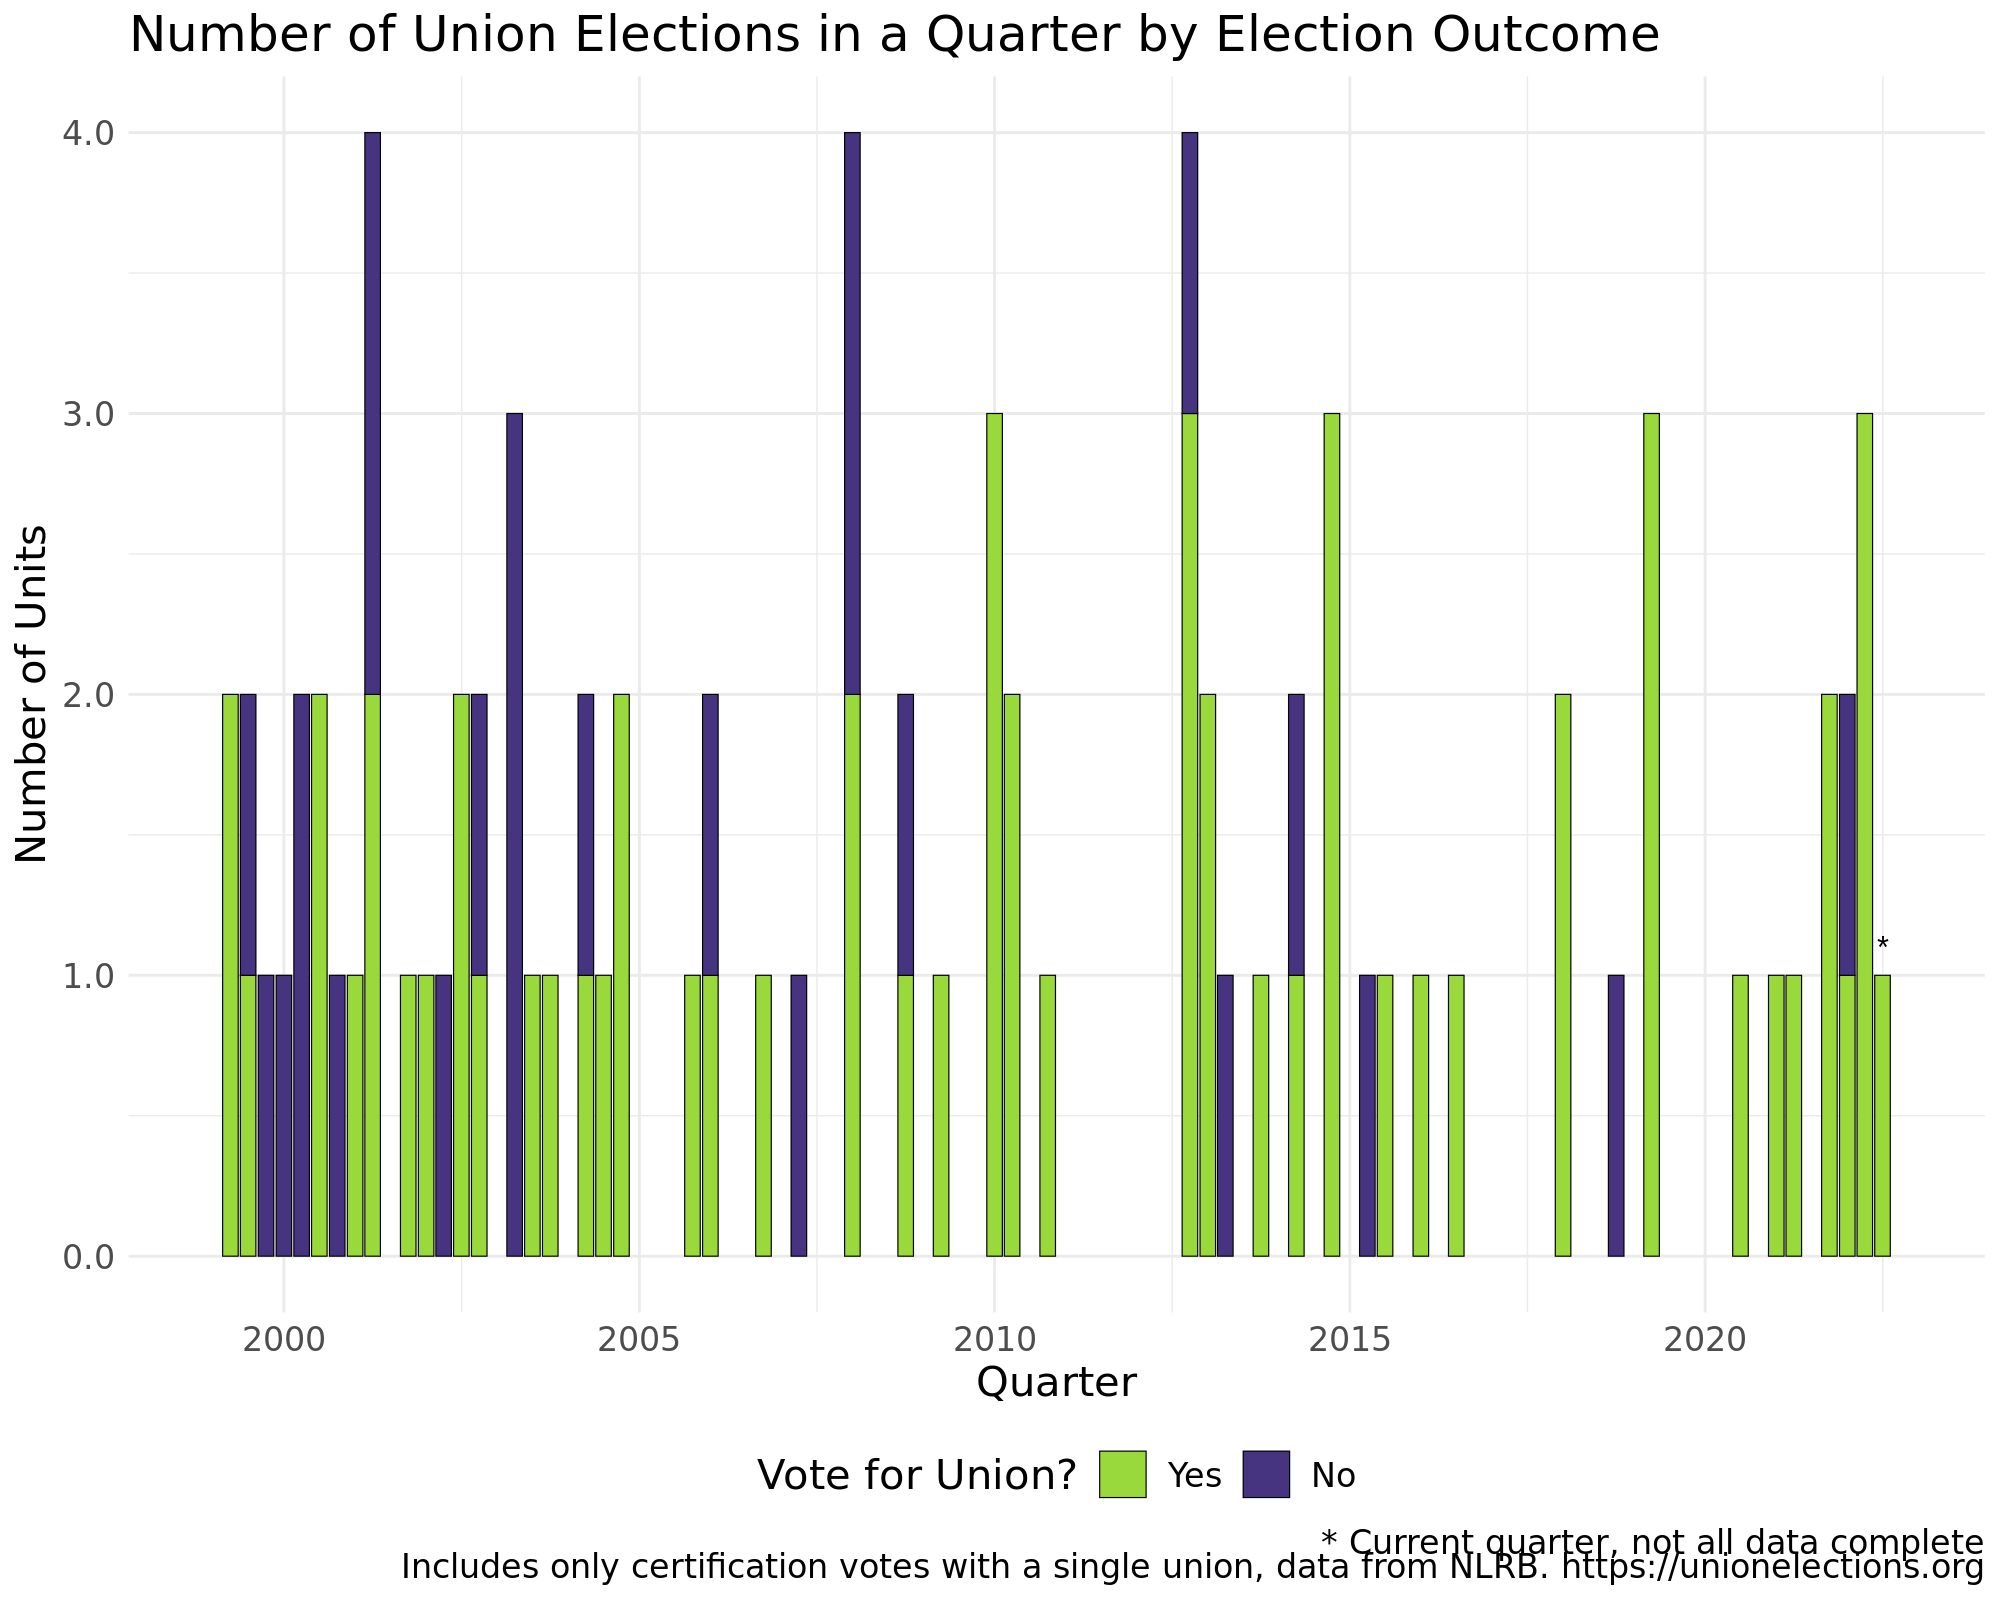 Number of Union Elections in a Quarter by Election Outcome
4.0
3.0
2.0
1.0
0.0
Number of Units
*
2000 2005 2010 2015 2020
Quarter
Vote for Union? Yes No
* Current quarter, not all data complete
Includes only certification votes with a single union, data from NLRB. https://unionelections.org